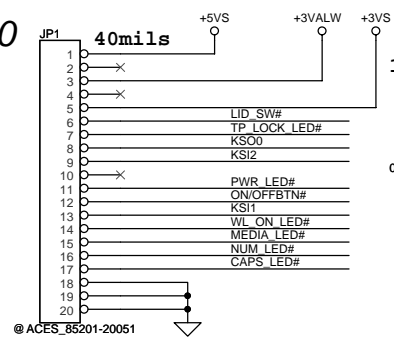 0
+5VS
+3VALW
+3VS
JP1
40mils
1
2
3
4
5
6
LID_SW#
7
TP_LOCK_LED#
8
KSO0
9
KSI2
10
11
PWR_LED#
12
ON/OFFBTN#
13
KSI1
14
WL_ON_LED#
15
MEDIA_LED#
16
NUM_LED#
17
CAPS_LED#
18
19
20
@ACES_85201-20051